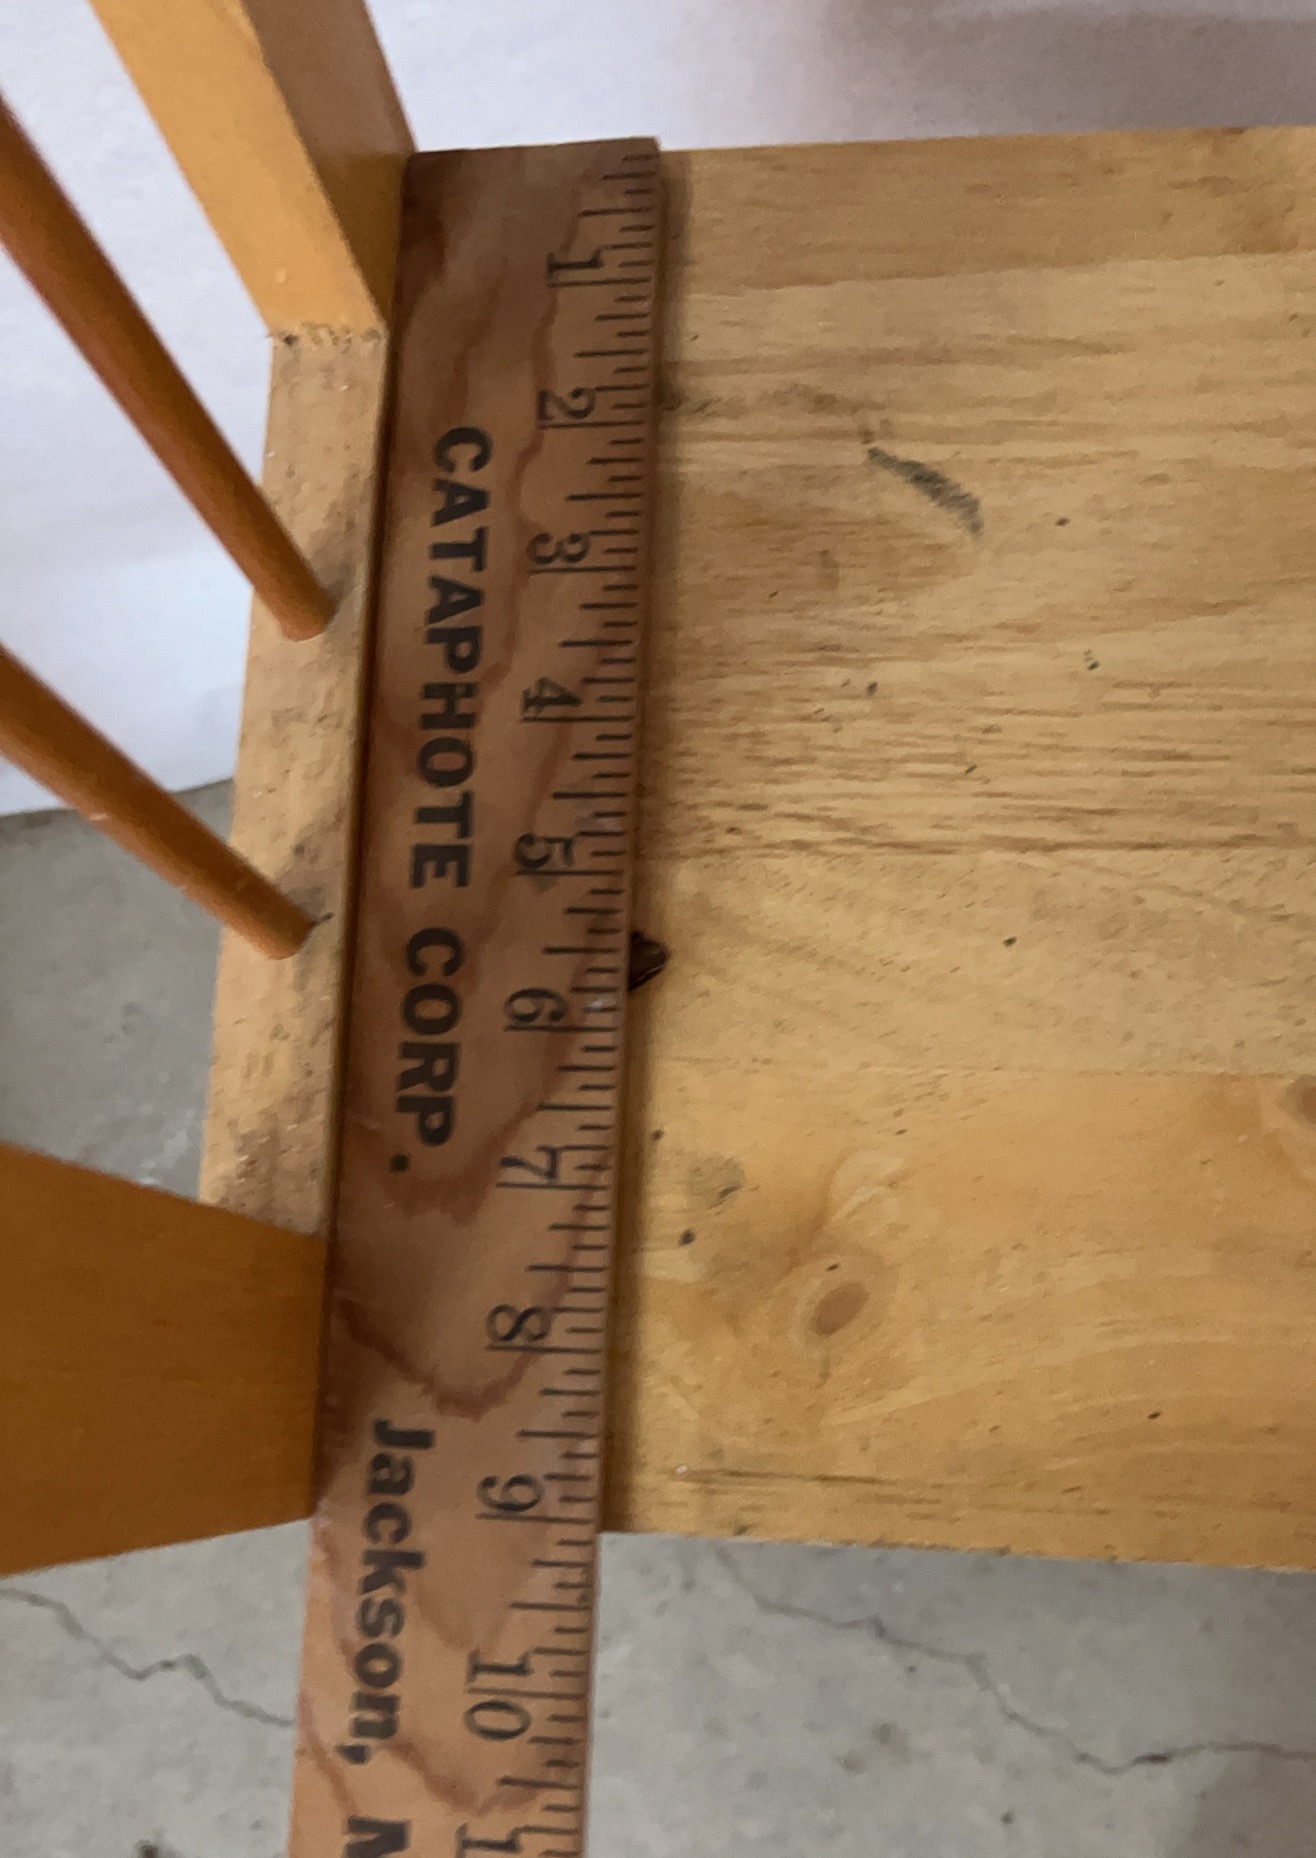 1 2 3 4 5 6 7 8 9 10
CATAPHOTE CORP. Jackson,